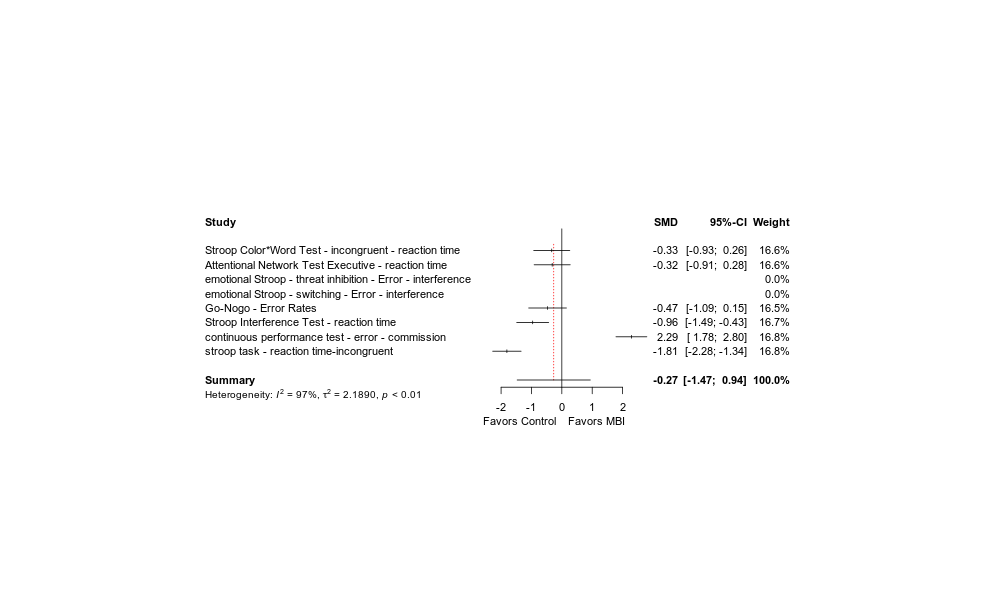 Study SMD 95%-CI Weight
Stroop Color*Word Test - incongruent - reaction time -0.33 [-0.93; 0.26] 16.6%
Attentional Network Test Executive - reaction time -0.32 [-0.91; 0.28] 16.6%
emotional Stroop - threat inhibition - Error - interference 0.0%
emotional Stroop - switching - Error - interference 0.0%
Go-Nogo - Error Rates -0.47 [-1.09; 0.15] 16.5%
Stroop Interference Test - reaction time -0.96 [-1.49; -0.43] 16.7%
continuous performance test - error - commission 2.29 [ 1.78; 2.80] 16.8%
stroop task - reaction time-incongruent -1.81 [-2.28; -1.34] 16.8%
Summary -0.27 [-1.47; 0.94] 100.0%
Heterogeneity: I² = 97%, τ² = 2.1890, p < 0.01
-2 -1 0 1 2
Favors Control Favors MBI